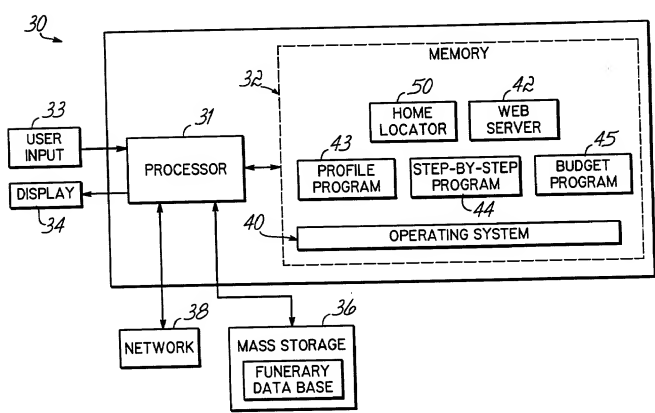 30
MEMORY
32
50
42
33
31
HOME
LOCATOR
WEB
SERVER
USER
INPUT
PROCESSOR
43
45
PROFILE
PROGRAM
STEP-BY-STEP
PROGRAM
BUDGET
PROGRAM
DISPLAY
34
44
40
OPERATING SYSTEM
38
36
NETWORK
MASS STORAGE
FUNERARY
DATA BASE